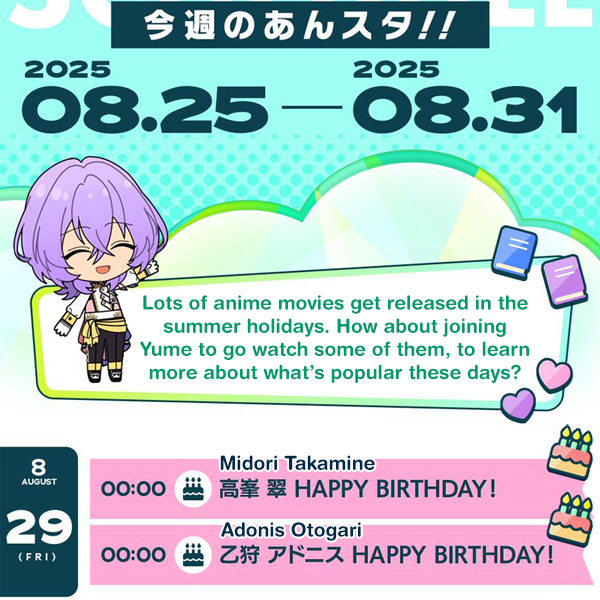 今週のあんスタ!!
2025
08.25 — 2025
08.31
Lots of anime movies get released in the
summer holidays. How about joining
Yume to go watch some of them, to learn
more about what's popular these days?
8
AUGUST
29
(FRI)
Midori Takamine
00:00 高峯 翠 HAPPY BIRTHDAY!
Adonis Otogari
00:00 乙狩 アドニス HAPPY BIRTHDAY!